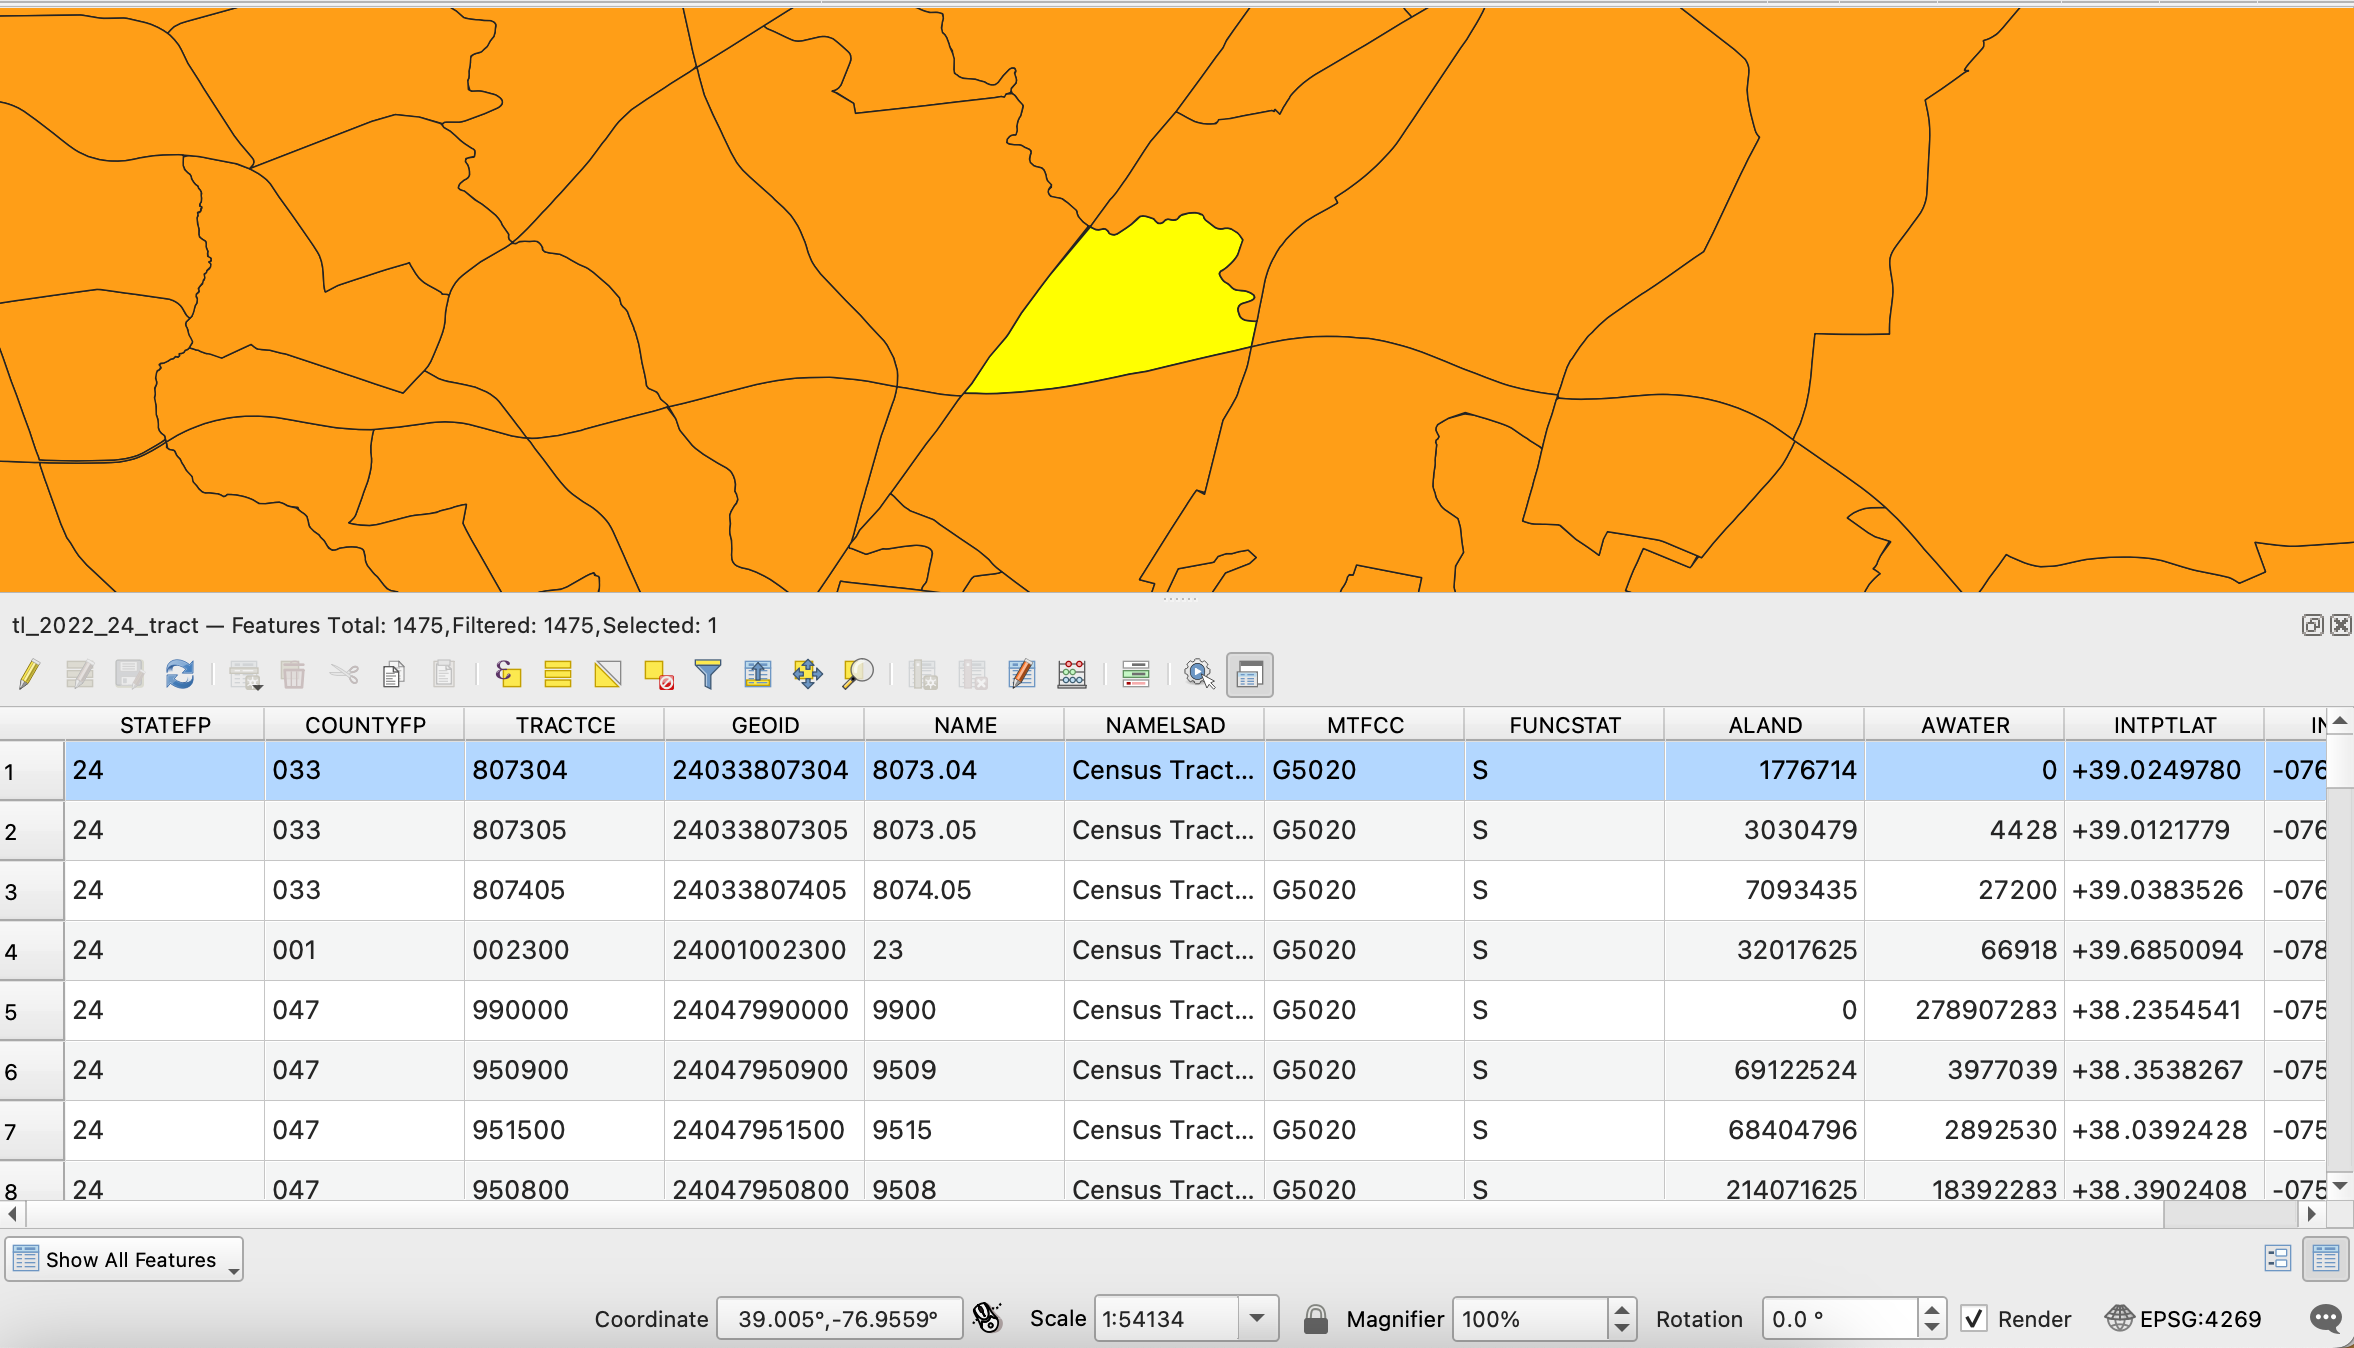 tl_2022_24_tract — Features Total: 1475, Filtered: 1475, Selected: 1
STATEFP COUNTYFP TRACTCE GEOID NAME NAMELSAD MTFCC FUNCSTAT ALAND AWATER INTPTLAT IN
1 24 033 807304 24033807304 8073.04 Census Tract... G5020 S 1776714 0 +39.0249780 -076
2 24 033 807305 24033807305 8073.05 Census Tract... G5020 S 3030479 4428 +39.0121779 -076
3 24 033 807405 24033807405 8074.05 Census Tract... G5020 S 7093435 27200 +39.0383526 -076
4 24 001 002300 24001002300 23 Census Tract... G5020 S 32017625 66918 +39.6850094 -078
5 24 047 990000 24047990000 9900 Census Tract... G5020 S 0 278907283 +38.2354541 -075
6 24 047 950900 24047950900 9509 Census Tract... G5020 S 69122524 3977039 +38.3538267 -075
7 24 047 951500 24047951500 9515 Census Tract... G5020 S 68404796 2892530 +38.0392428 -075
8 24 047 950800 24047950800 9508 Census Tract... G5020 S 214071625 18392283 +38.3902408 -075
Show All Features
Coordinate 39.005°,-76.9559° Scale 1:54134 Magnifier 100% Rotation 0.0 ° Render EPSG:4269